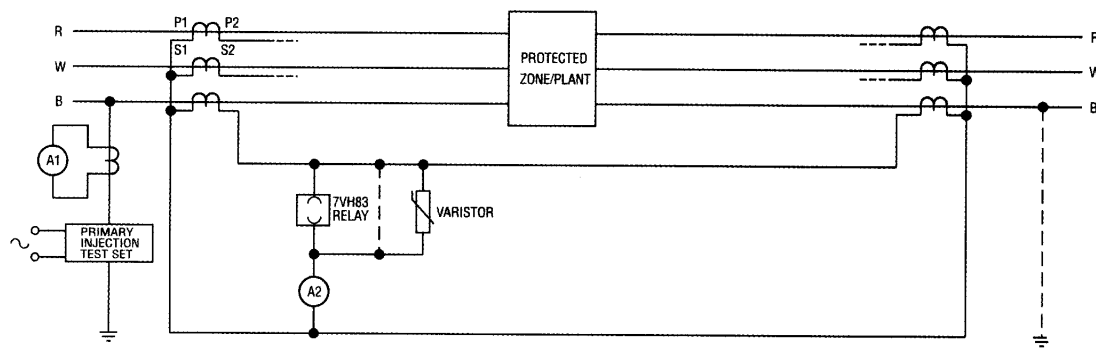 P1 P2
R
S1 S2
W
B
PROTECTED
ZONE/PLANT
W
B
A1
7VH83
RELAY
VARISTOR
PRIMARY
INJECTION
TEST SET
A2